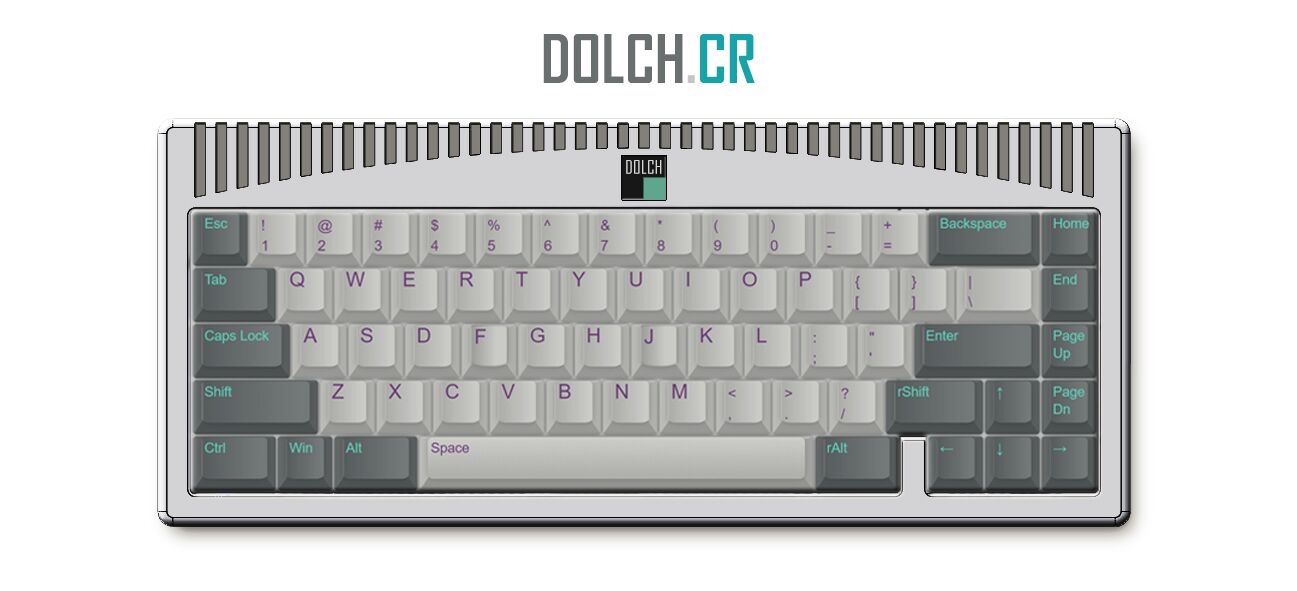 DOLCH.CR
DOLCH
Esc ! @ # $ % ^ & * ( ) _ + Backspace Home
1 2 3 4 5 6 7 8 9 0 - =
Tab Q W E R T Y U I O P { } | End
[ ] \
Caps Lock A S D F G H J K L : " Enter Page
; ' Up
Shift Z X C V B N M < > ? rShift ↑ Page
, . / Dn
Ctrl Win Alt Space rAlt ← ↓ →